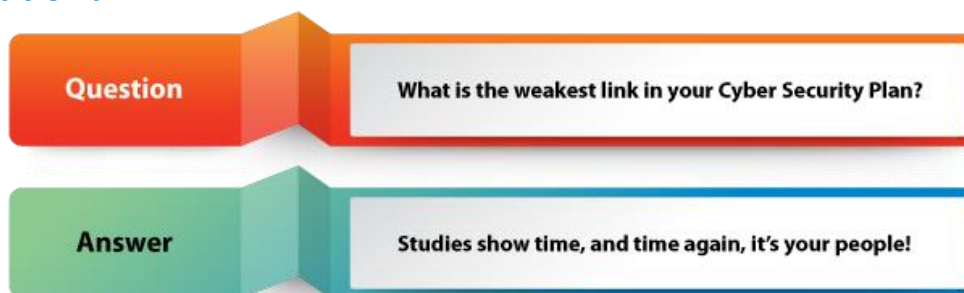 Question
What is the weakest link in your Cyber Security Plan?
Answer
Studies show time, and time again, it's your people!